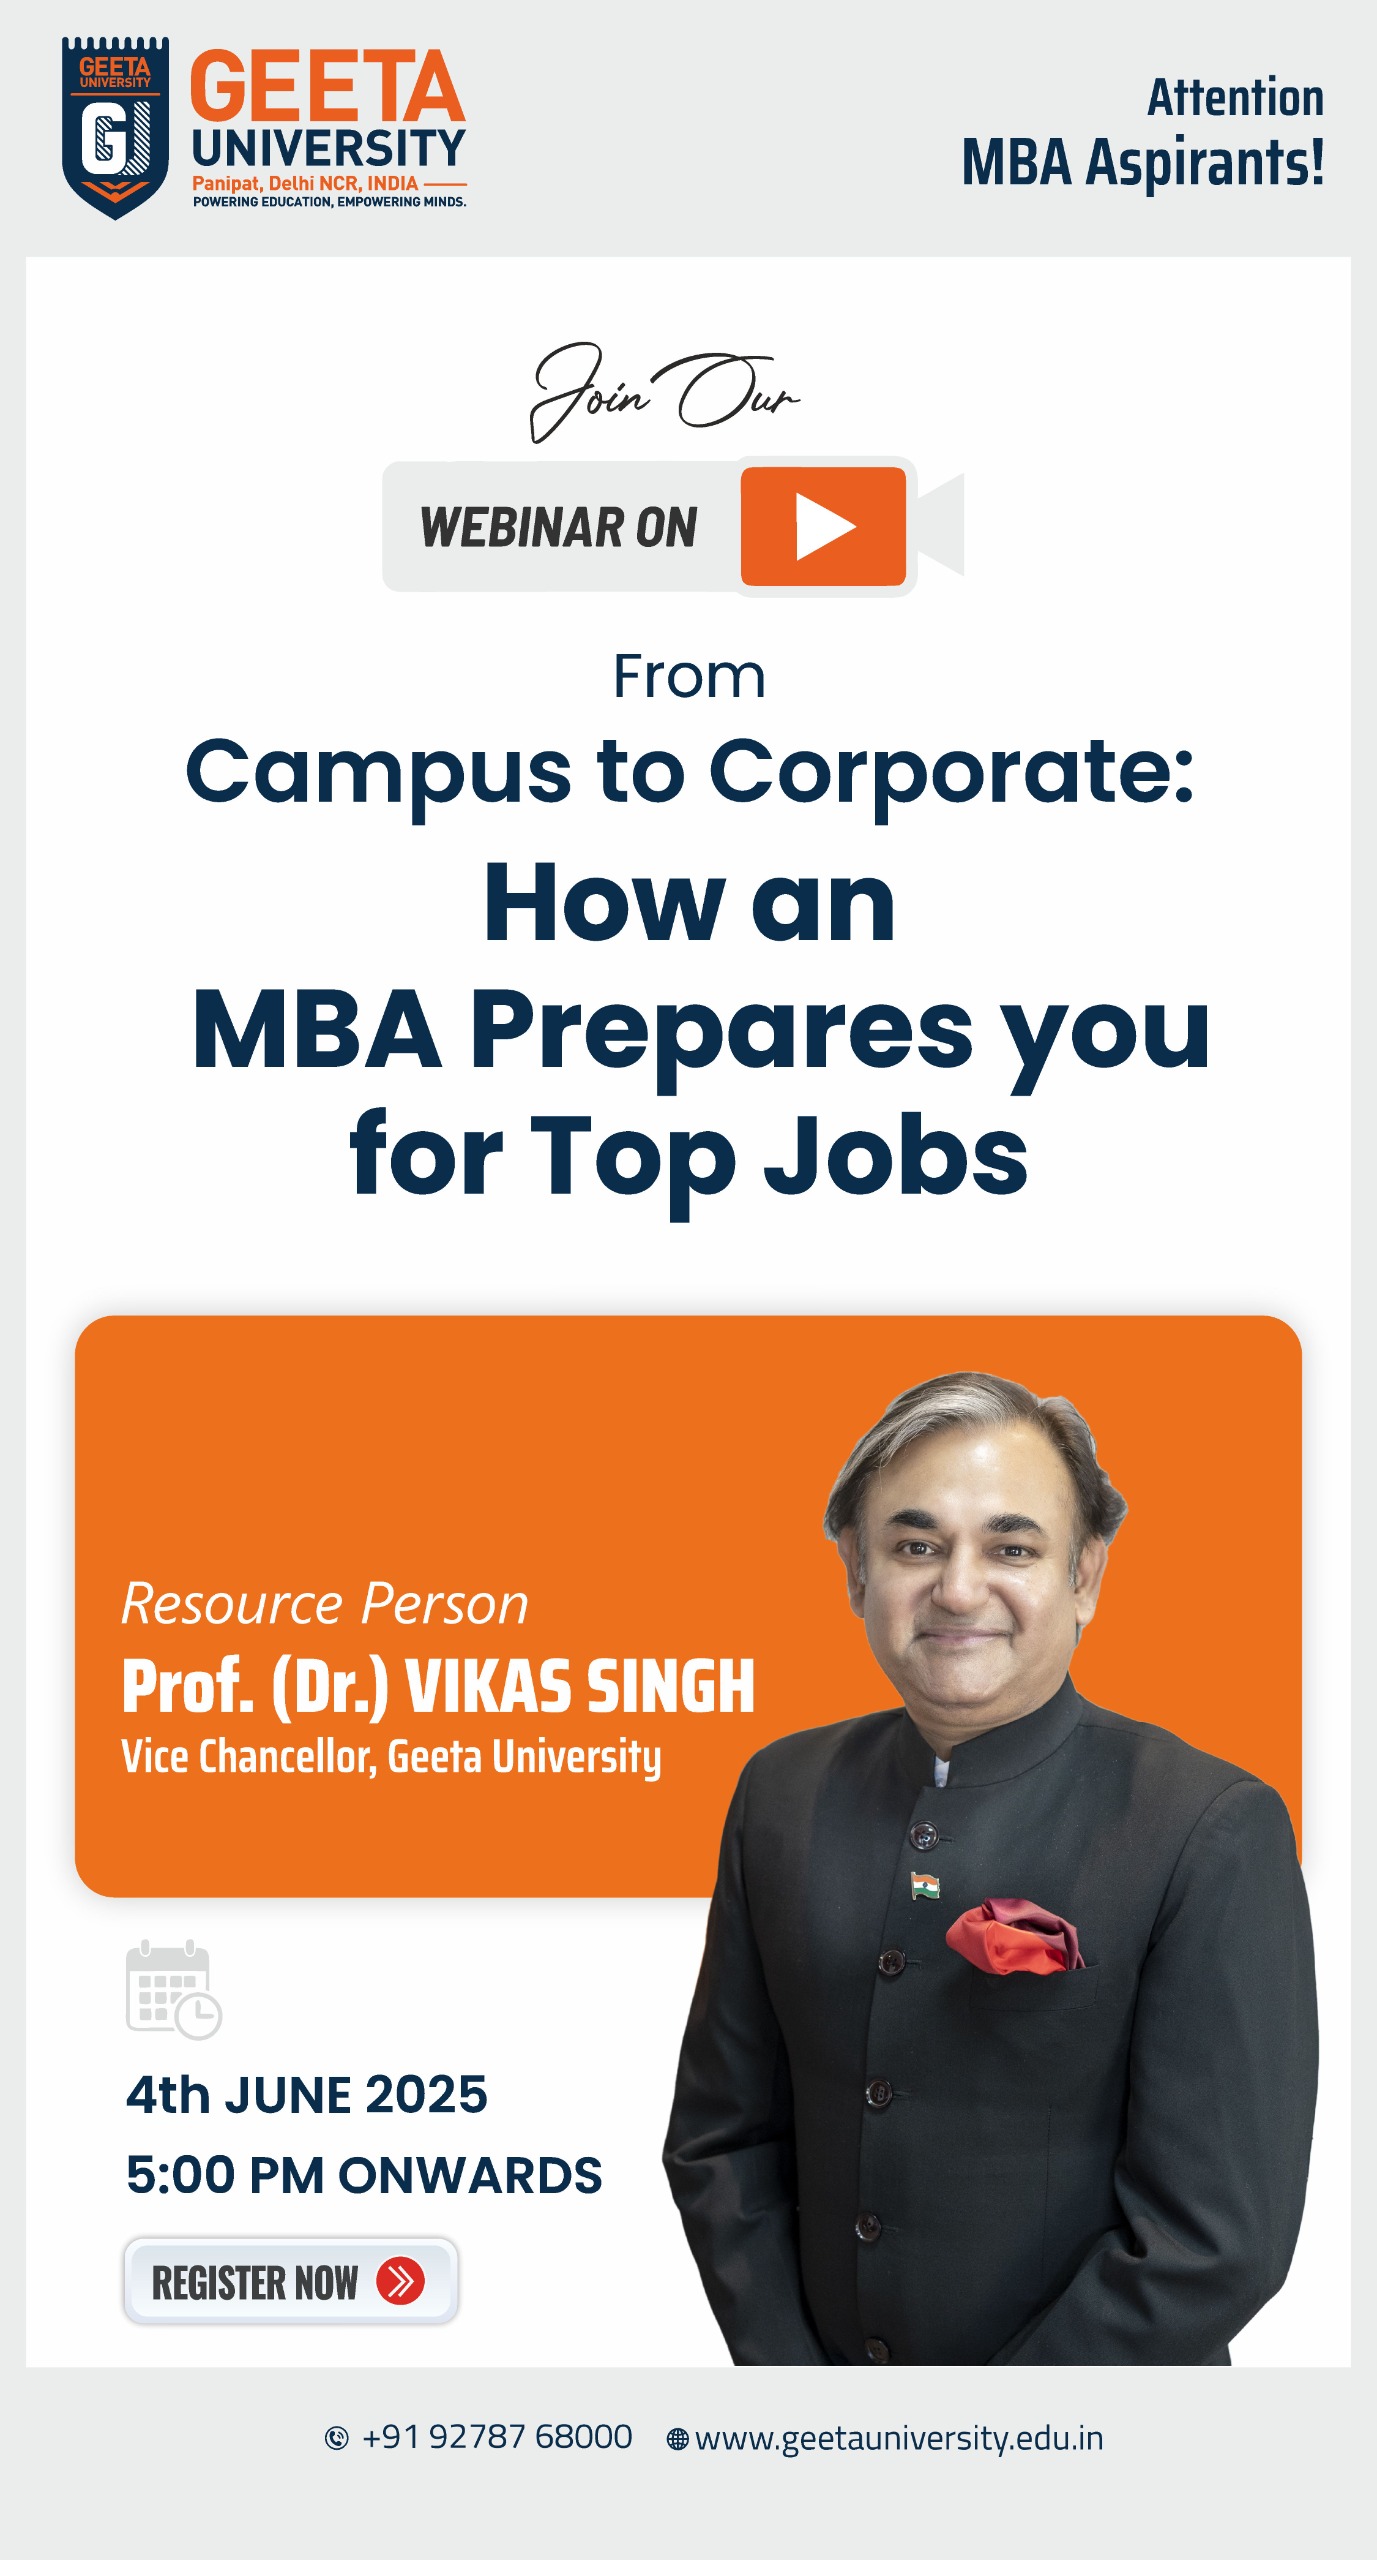 GEETA
UNIVERSITY
GU
GEETA
UNIVERSITY
Panipat, Delhi NCR, INDIA
POWERING EDUCATION, EMPOWERING MINDS.
Attention
MBA Aspirants!
Join Our
WEBINAR ON
From
Campus to Corporate:
How an
MBA Prepares you
for Top Jobs
Resource Person
Prof. (Dr.) VIKAS SINGH
Vice Chancellor, Geeta University
4th JUNE 2025
5:00 PM ONWARDS
REGISTER NOW
+91 92787 68000 www.geetauniversity.edu.in